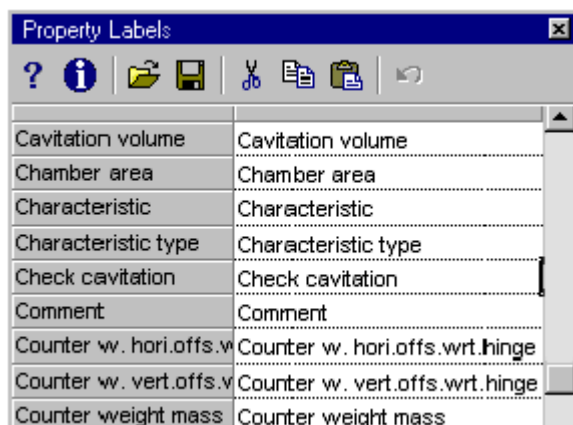 Property Labels
?
Cavitation volume Cavitation volume
Chamber area Chamber area
Characteristic Characteristic
Characteristic type Characteristic type
Check cavitation Check cavitation
Comment Comment
Counter w. hori.offs.v Counter w. hori.offs.wrt.hinge
Counter w. vert.offs.v Counter w. vert.offs.wrt.hinge
Counter weight mass Counter weight mass